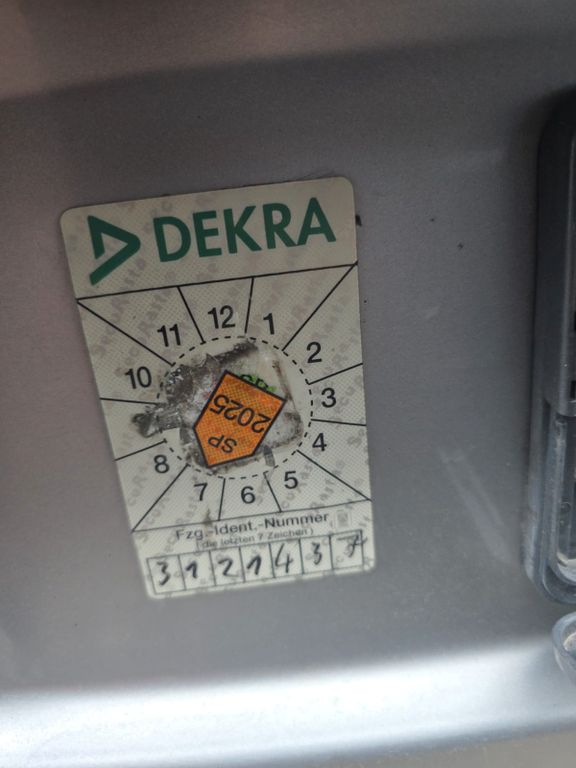 DEKRA
12
11
1
2
10
3
4
8
5
7
6
2025
SP
Fzg.-Ident.-Nummer
(die letzten 7 Zeichen)
3 1 2 1 4 3 7